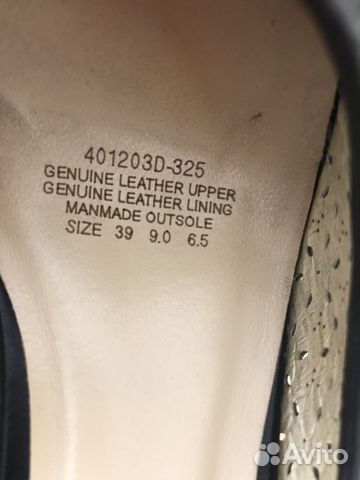 401203D-325
GENUINE LEATHER UPPER
GENUINE LEATHER LINING
MANMADE OUTSOLE
SIZE 39 9.0 6.5
Avito